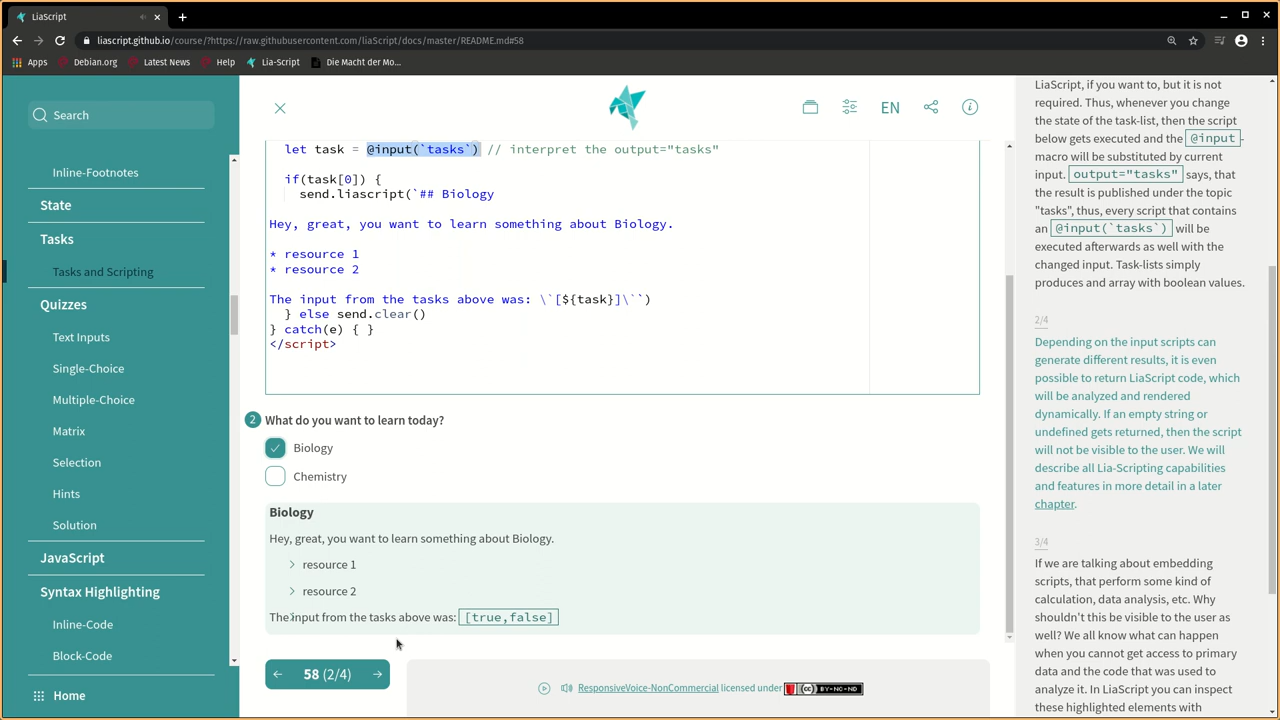 LiaScript
liascript.github.io/course/?https://raw.githubusercontent.com/liaScript/docs/master/README.md#58
Apps
Debian.org
Latest News
Help
Lia-Script
Die Macht der Mo...
Search
Inline-Footnotes
State
Tasks
Tasks and Scripting
Quizzes
Text Inputs
Single-Choice
Multiple-Choice
Matrix
Selection
Hints
Solution
JavaScript
Syntax Highlighting
Inline-Code
Block-Code
Home
EN
let task = @input(`tasks`) // interpret the output="tasks"
if(task[0]) {
send.liascript(`## Biology
Hey, great, you want to learn something about Biology.
* resource 1
* resource 2
The input from the tasks above was: \`[${task}]\``)
} else send.clear()
} catch(e) { }
</script>
2 What do you want to learn today?
Biology
Chemistry
Biology
Hey, great, you want to learn something about Biology.
resource 1
resource 2
The input from the tasks above was: [true,false]
58 (2/4)
ResponsiveVoice-NonCommercial licensed under
BY-NC-ND
LiaScript, if you want to, but it is not
required. Thus, whenever you change
the state of the task-list, then the script
below gets executed and the @input-
macro will be substituted by current
input. output="tasks" says, that
the result is published under the topic
"tasks", thus, every script that contains
an @input(`tasks`) will be
executed afterwards as well with the
changed input. Task-lists simply
produces and array with boolean values.
2/4
Depending on the input scripts can
generate different results, it is even
possible to return LiaScript code, which
will be analyzed and rendered
dynamically. If an empty string or
undefined gets returned, then the script
will not be visible to the user. We will
describe all Lia-Scripting capabilities
and features in more detail in a later
chapter.
3/4
If we are talking about embedding
scripts, that perform some kind of
calculation, data analysis, etc. Why
shouldn't this be visible to the user as
well? We all know what can happen
when you cannot get access to primary
data and the code that was used to
analyze it. In LiaScript you can inspect
these highlighted elements with